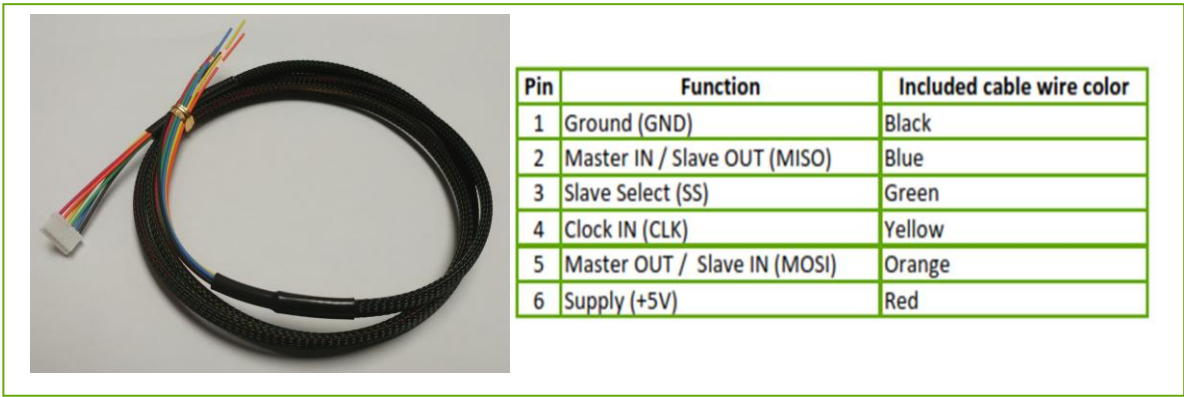 Pin Function Included cable wire color
1 Ground (GND) Black
2 Master IN / Slave OUT (MISO) Blue
3 Slave Select (SS) Green
4 Clock IN (CLK) Yellow
5 Master OUT / Slave IN (MOSI) Orange
6 Supply (+5V) Red